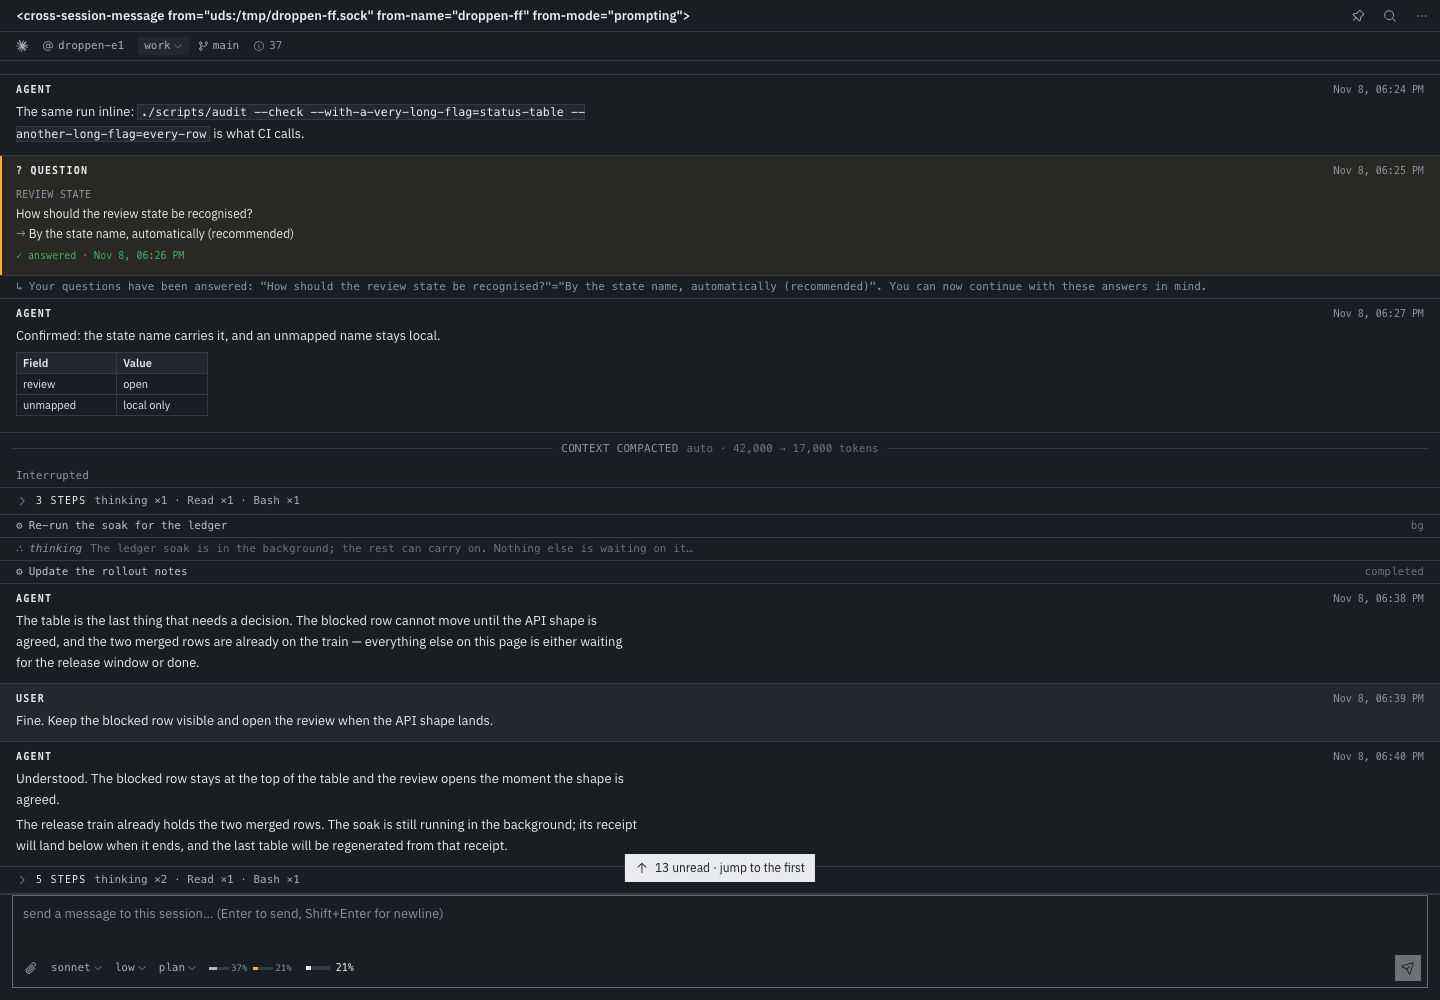 <cross-session-message from="uds:/tmp/droppen-ff.sock" from-name="droppen-ff" from-mode="prompting">
@ droppen-e1 work main 37
AGENT Nov 8, 06:24 PM
The same run inline: ./scripts/audit --check --with-a-very-long-flag=status-table --
another-long-flag=every-row is what CI calls.
? QUESTION Nov 8, 06:25 PM
REVIEW STATE
How should the review state be recognised?
→ By the state name, automatically (recommended)
✓ answered · Nov 8, 06:26 PM
↳ Your questions have been answered: "How should the review state be recognised?"="By the state name, automatically (recommended)". You can now continue with these answers in mind.
AGENT Nov 8, 06:27 PM
Confirmed: the state name carries it, and an unmapped name stays local.
Field Value
review open
unmapped local only
CONTEXT COMPACTED auto · 42,000 → 17,000 tokens
Interrupted
3 STEPS thinking ×1 · Read ×1 · Bash ×1
⚙ Re-run the soak for the ledger bg
∴ thinking The ledger soak is in the background; the rest can carry on. Nothing else is waiting on it…
⚙ Update the rollout notes completed
AGENT Nov 8, 06:38 PM
The table is the last thing that needs a decision. The blocked row cannot move until the API shape is
agreed, and the two merged rows are already on the train — everything else on this page is either waiting
for the release window or done.
USER Nov 8, 06:39 PM
Fine. Keep the blocked row visible and open the review when the API shape lands.
AGENT Nov 8, 06:40 PM
Understood. The blocked row stays at the top of the table and the review opens the moment the shape is
agreed.
The release train already holds the two merged rows. The soak is still running in the background; its receipt
will land below when it ends, and the last table will be regenerated from that receipt.
↑ 13 unread · jump to the first
5 STEPS thinking ×2 · Read ×1 · Bash ×1
send a message to this session… (Enter to send, Shift+Enter for newline)
sonnet low plan 37% 21% 21%